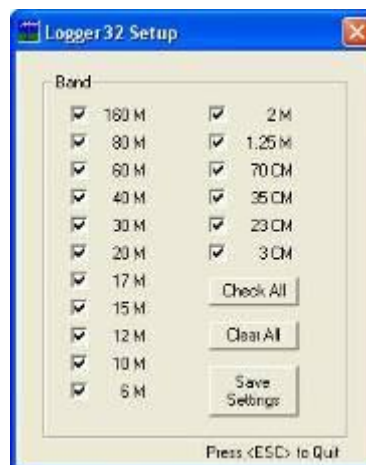 Logger32 Setup
Band
160 M
80 M
60 M
40 M
30 M
20 M
17 M
15 M
12 M
10 M
6 M
2 M
1.25 M
70 CM
35 CM
23 CM
3 CM
Check All
Clear All
Save
Settings
Press <ESC> to Quit